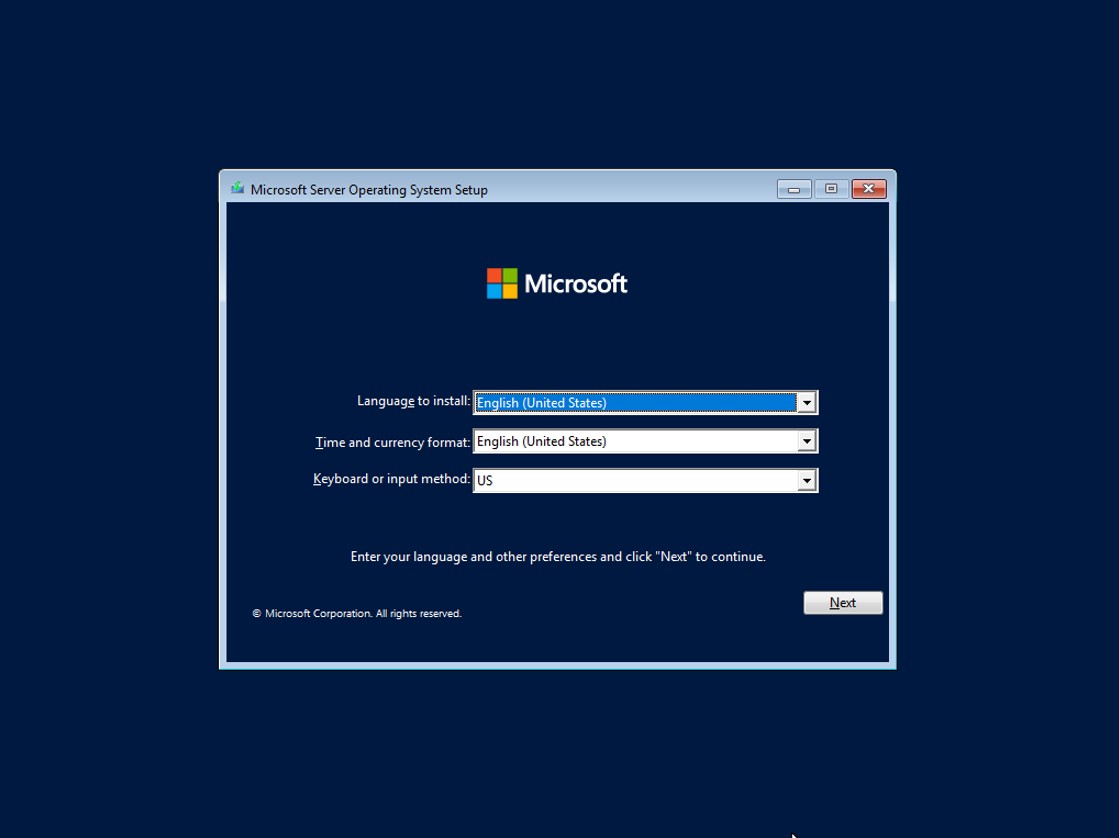 Microsoft Server Operating System Setup
Microsoft
Language to install: English (United States)
Time and currency format: English (United States)
Keyboard or input method: US
Enter your language and other preferences and click "Next" to continue.
Next
© Microsoft Corporation. All rights reserved.